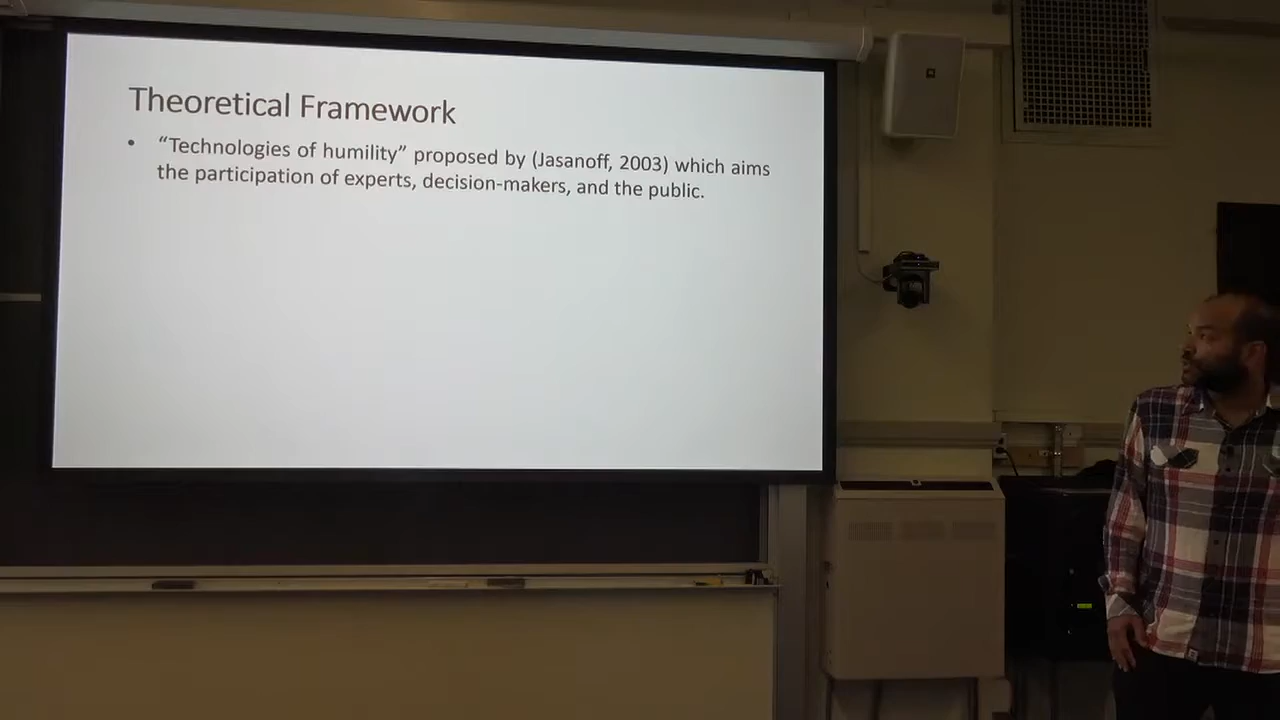 Theoretical Framework
• “Technologies of humility” proposed by (Jasanoff, 2003) which aims
the participation of experts, decision-makers, and the public.